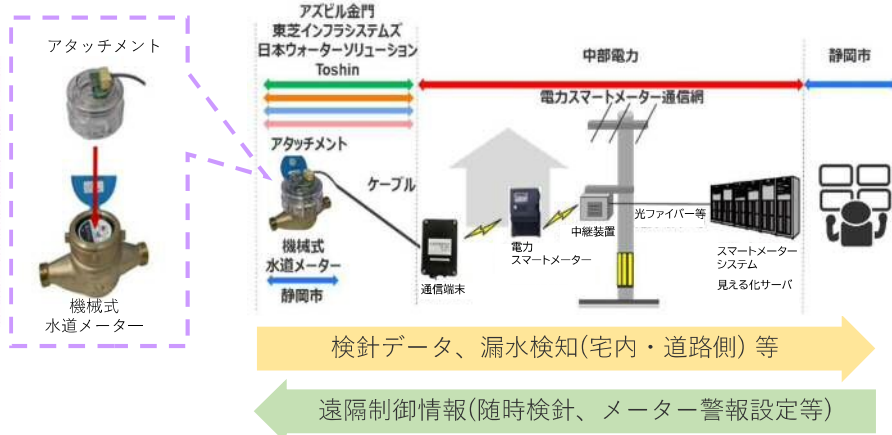 アタッチメント
機械式
水道メーター
アズビル金門
東芝インフラシステムズ
日本ウォーターソリューション
Toshin
中部電力
静岡市
電力スマートメーター通信網
アタッチメント
ケーブル
機械式
水道メーター
静岡市
通信端末
電力
スマートメーター
中継装置
光ファイバー等
スマートメーター
システム
見える化サーバ
検針データ、漏水検知(宅内・道路側) 等
遠隔制御情報(随時検針、メーター警報設定等)